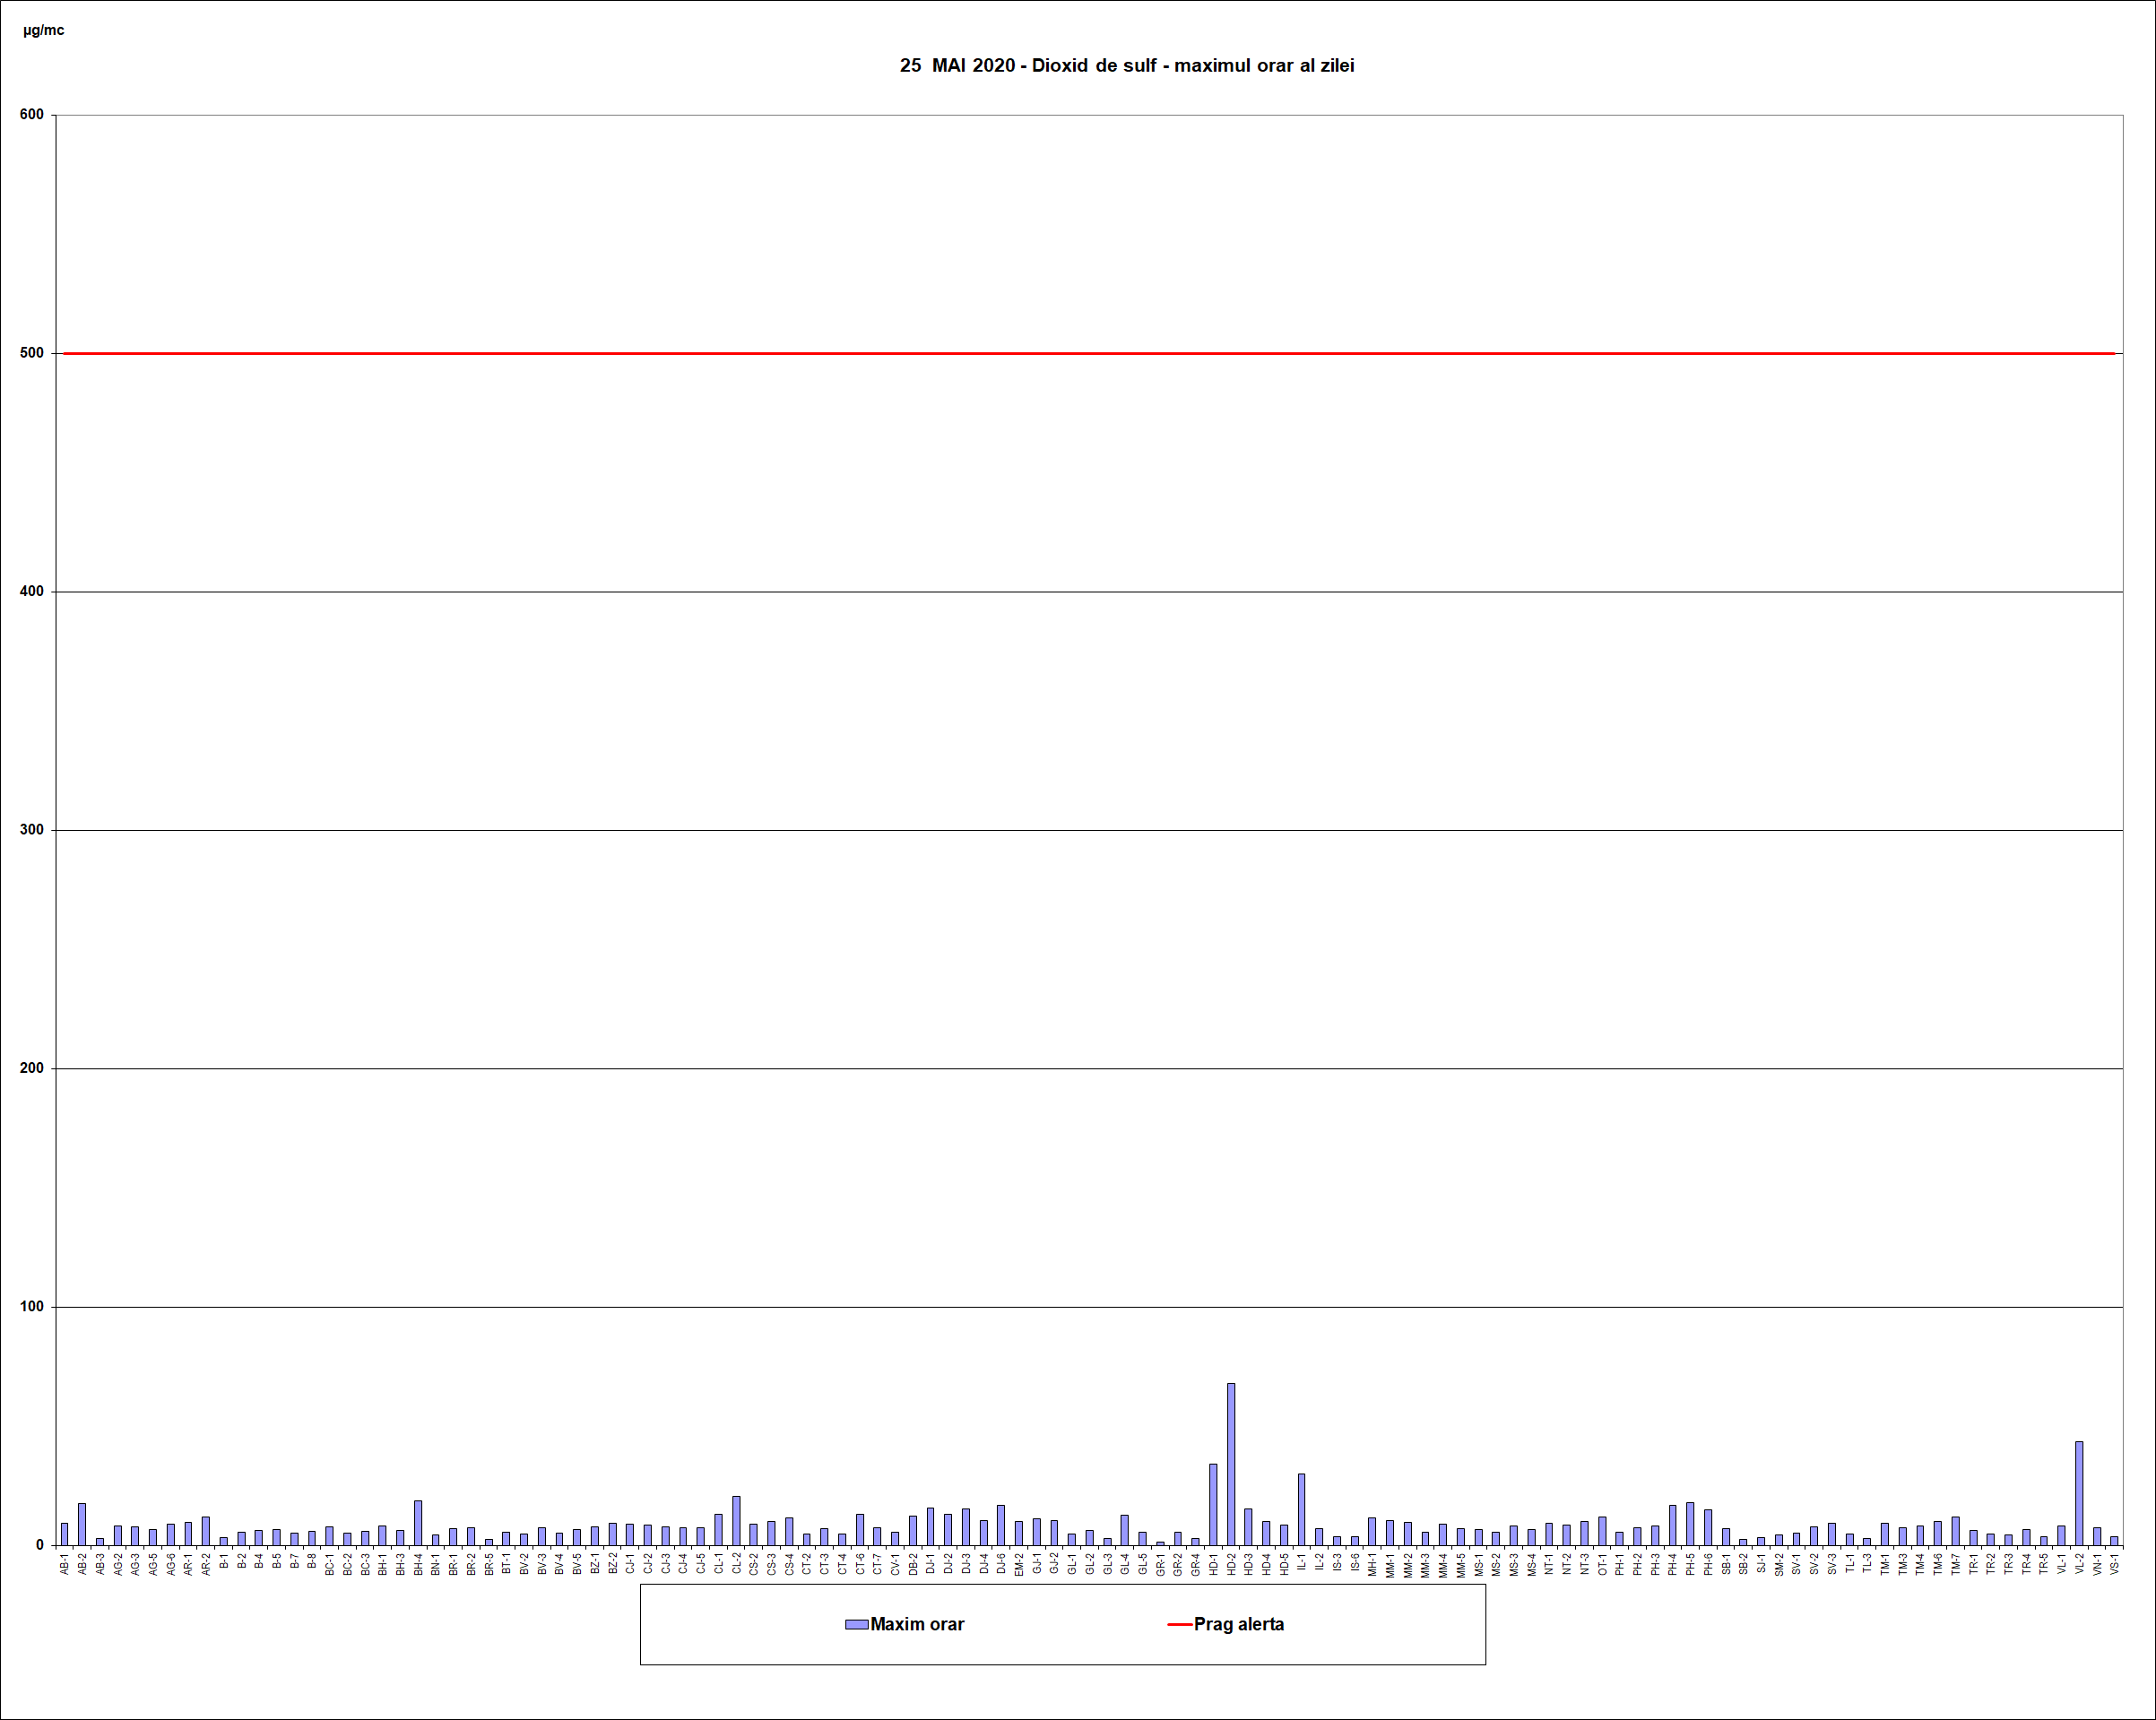 µg/mc
25 MAI 2020 - Dioxid de sulf - maximul orar al zilei
600
500
400
300
200
100
0
AB-1 AB-2 AB-3 AG-2 AG-3 AG-5 AG-6 AR-1 AR-2 B-1 B-2 B-4 B-5 B-7 B-8 BC-1 BC-2 BC-3 BH-1 BH-3 BH-4 BN-1 BR-1 BR-2 BR-5 BT-1 BV-2 BV-3 BV-4 BV-5 BZ-1 BZ-2 CJ-1 CJ-2 CJ-3 CJ-4 CJ-5 CL-1 CL-2 CS-2 CS-3 CS-4 CT-2 CT-3 CT-4 CT-6 CT-7 CV-1 DB-2 DJ-1 DJ-2 DJ-3 DJ-4 DJ-6 EM-2 GJ-1 GJ-2 GL-1 GL-2 GL-3 GL-4 GL-5 GR-1 GR-2 GR-4 HD-1 HD-2 HD-3 HD-4 HD-5 IL-1 IL-2 IS-3 IS-6 MH-1 MM-1 MM-2 MM-3 MM-4 MM-5 MS-1 MS-2 MS-3 MS-4 NT-1 NT-2 NT-3 OT-1 PH-1 PH-2 PH-3 PH-4 PH-5 PH-6 SB-1 SB-2 SJ-1 SM-2 SV-1 SV-2 SV-3 TL-1 TL-3 TM-1 TM-3 TM-4 TM-6 TM-7 TR-1 TR-2 TR-3 TR-4 TR-5 VL-1 VL-2 VN-1 VS-1
Maxim orar Prag alerta